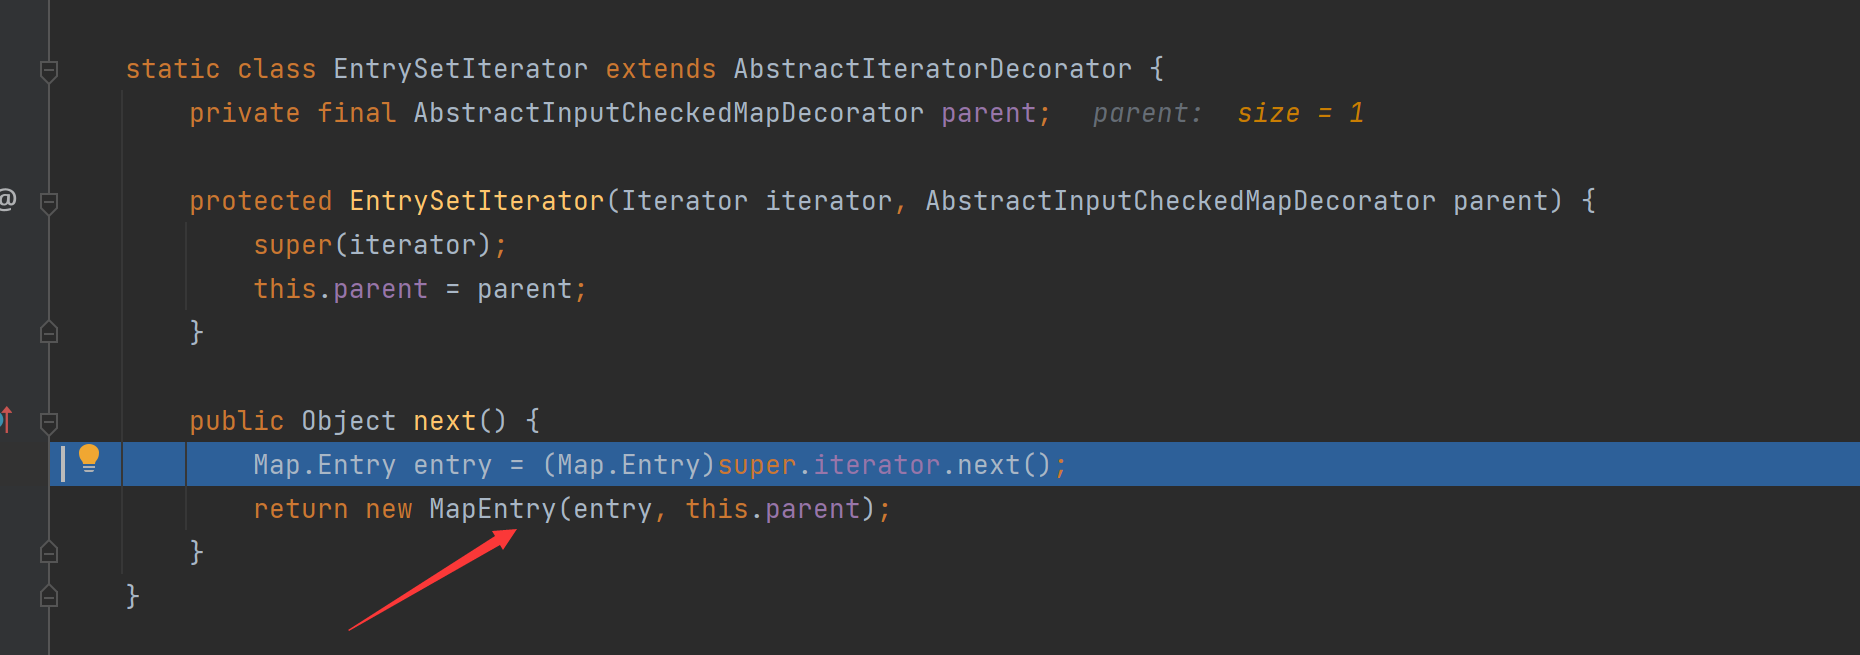 static class EntrySetIterator extends AbstractIteratorDecorator {
private final AbstractInputCheckedMapDecorator parent; parent: size = 1
@ protected EntrySetIterator(Iterator iterator, AbstractInputCheckedMapDecorator parent) {
super(iterator);
this.parent = parent;
}
public Object next() {
Map.Entry entry = (Map.Entry)super.iterator.next();
return new MapEntry(entry, this.parent);
}
}